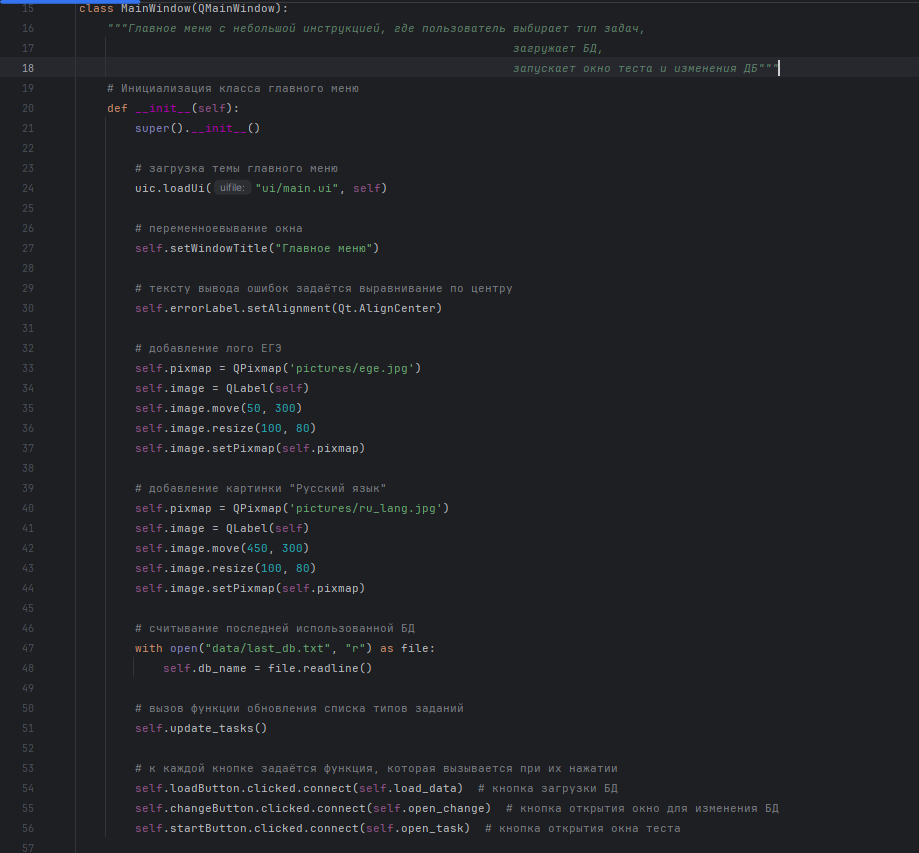 15 class MainWindow(QMainWindow):
16 """Главное меню с небольшой инструкцией, где пользователь выбирает тип задач,
17 загружает БД,
18 запускает окно теста и изменения ДБ"""
19 # Инициализация класса главного меню
20 def __init__(self):
21 super().__init__()
22
23 # загрузка темы главного меню
24 uic.loadUi( uifile: "ui/main.ui", self)
25
26 # переменноевывание окна
27 self.setWindowTitle("Главное меню")
28
29 # тексту вывода ошибок задаётся выравнивание по центру
30 self.errorLabel.setAlignment(Qt.AlignCenter)
31
32 # добавление лого ЕГЭ
33 self.pixmap = QPixmap('pictures/ege.jpg')
34 self.image = QLabel(self)
35 self.image.move(50, 300)
36 self.image.resize(100, 80)
37 self.image.setPixmap(self.pixmap)
38
39 # добавление картинки "Русский язык"
40 self.pixmap = QPixmap('pictures/ru_lang.jpg')
41 self.image = QLabel(self)
42 self.image.move(450, 300)
43 self.image.resize(100, 80)
44 self.image.setPixmap(self.pixmap)
45
46 # считывание последней использованной БД
47 with open("data/last_db.txt", "r") as file:
48 self.db_name = file.readline()
49
50 # вызов функции обновления списка типов заданий
51 self.update_tasks()
52
53 # к каждой кнопке задаётся функция, которая вызывается при их нажатии
54 self.loadButton.clicked.connect(self.load_data) # кнопка загрузки БД
55 self.changeButton.clicked.connect(self.open_change) # кнопка открытия окно для изменения БД
56 self.startButton.clicked.connect(self.open_task) # кнопка открытия окна теста
57